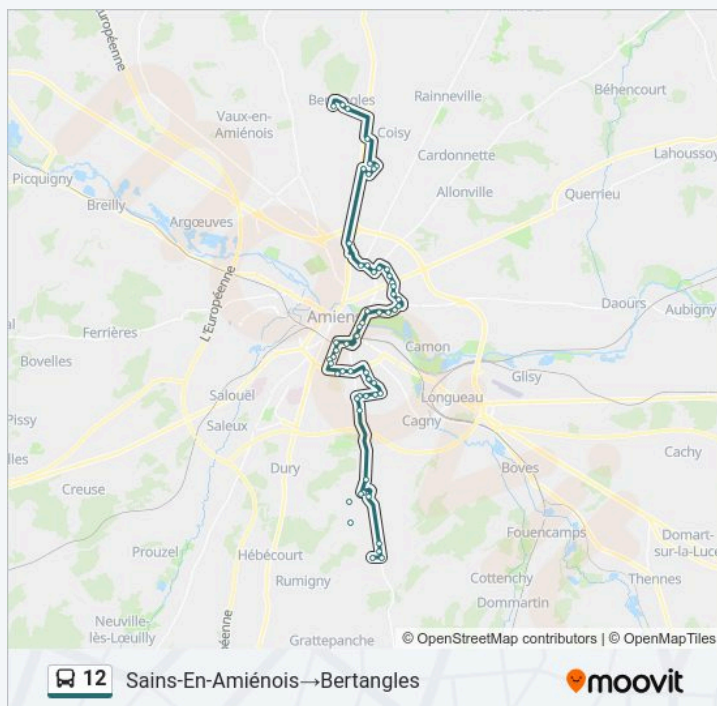 L'Européenne
Bertangles
Rainneville
Béhencourt
Vaux-en-
Amiénois
Coisy
Cardonnette
Lahoussoy
Picquigny
Allonville
Querrieu
Breilly
Argœuves
L'Européenne
Daours
Aubigny
Amiens
Ferrières
Camon
Bovelles
Glisy
Salouël
Longueau
Pissy
Saleux
Cagny
lles
Cachy
Dury
Boves
Creuse
Fouencamps
Domart-
sur-la-Luce
Prouzel
Hébécourt
Cottenchy
Thennes
Rumigny
Dommartin
Neuville-
lès-Lœuilly
Grattepanche
© OpenStreetMap contributors | © OpenMapTiles
12 Sains-En-Amiénois→Bertangles
moovit